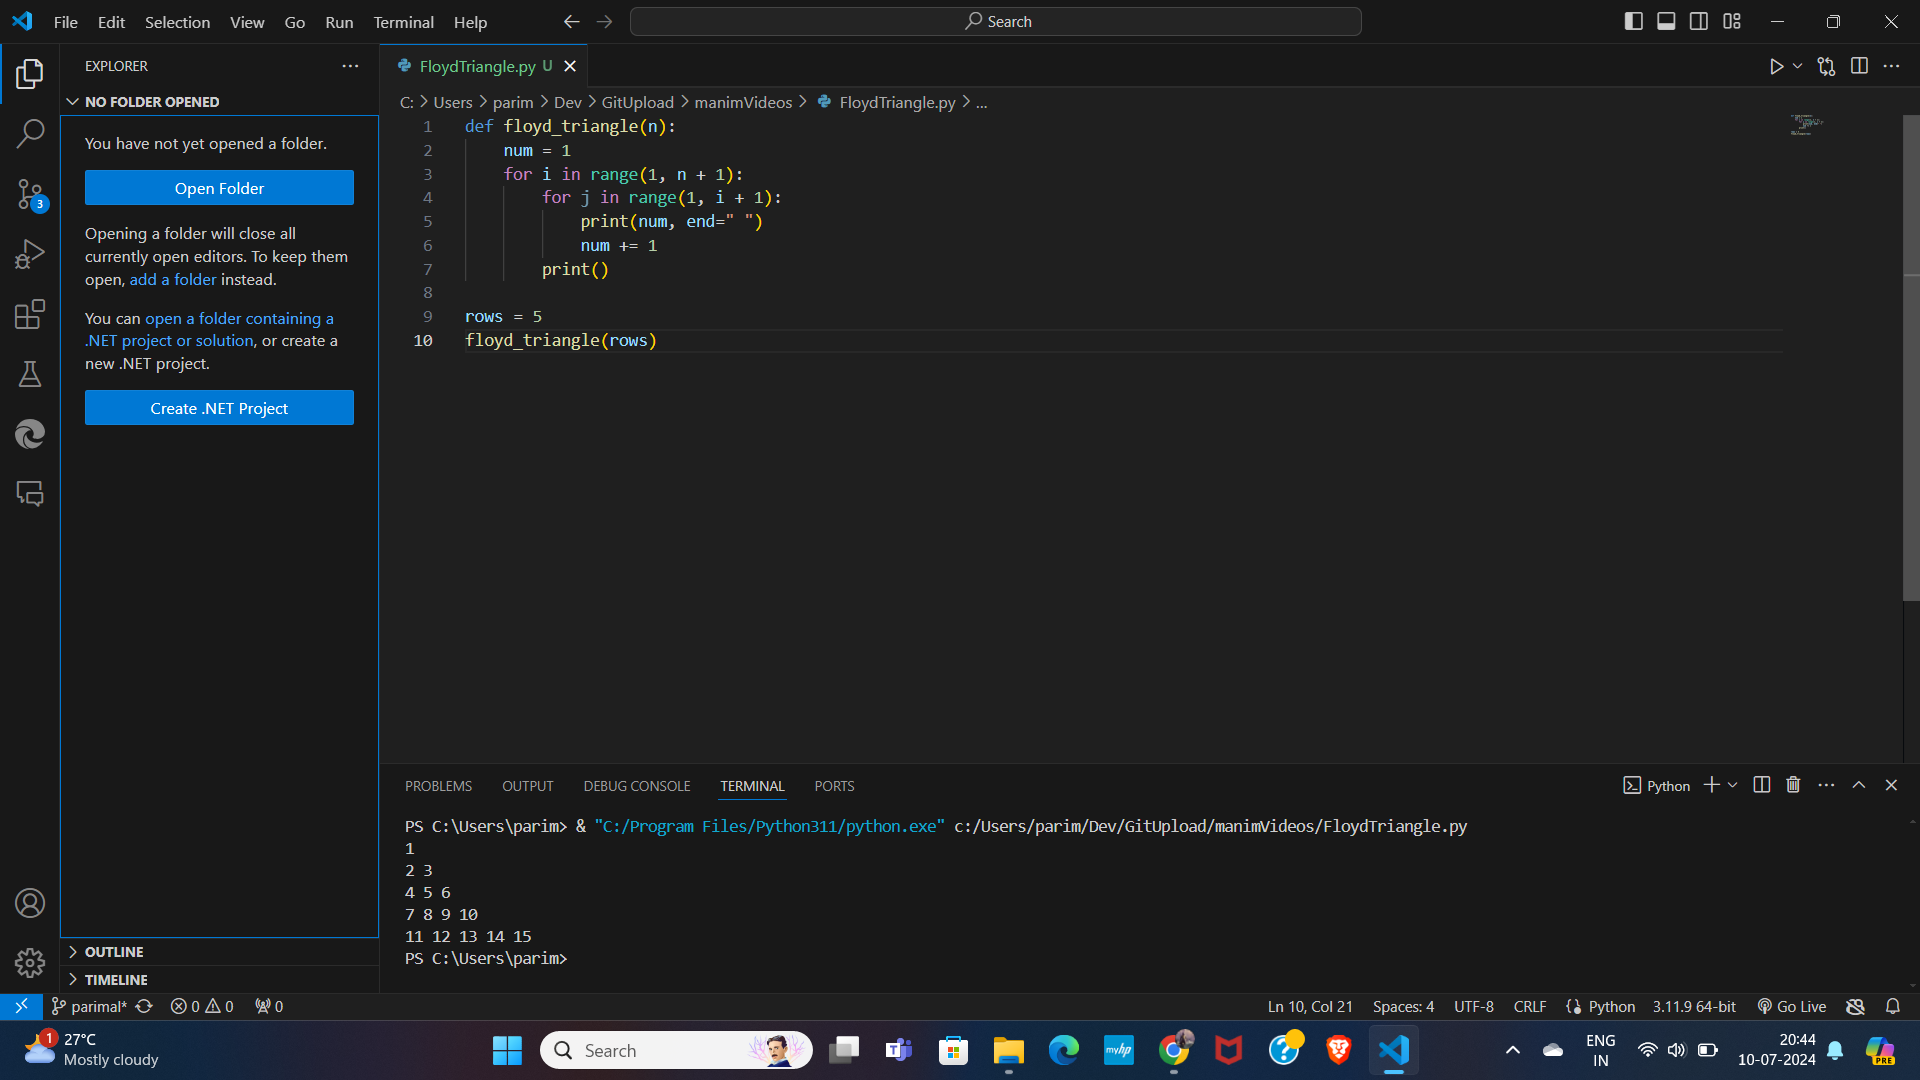 File Edit Selection View Go Run Terminal Help
Search
EXPLORER
NO FOLDER OPENED
You have not yet opened a folder.
Open Folder
Opening a folder will close all
currently open editors. To keep them
open, add a folder instead.
You can open a folder containing a
.NET project or solution, or create a
new .NET project.
Create .NET Project
OUTLINE
TIMELINE
3
FloydTriangle.py U
C: > Users > parim > Dev > GitUpload > manimVideos > FloydTriangle.py > ...
1 def floyd_triangle(n):
2     num = 1
3     for i in range(1, n + 1):
4         for j in range(1, i + 1):
5             print(num, end=" ")
6             num += 1
7         print()
8
9 rows = 5
10 floyd_triangle(rows)
PROBLEMS OUTPUT DEBUG CONSOLE TERMINAL PORTS
Python
PS C:\Users\parim> & "C:/Program Files/Python311/python.exe" c:/Users/parim/Dev/GitUpload/manimVideos/FloydTriangle.py
1
2 3
4 5 6
7 8 9 10
11 12 13 14 15
PS C:\Users\parim>
parimal* 0 0 0
Ln 10, Col 21 Spaces: 4 UTF-8 CRLF Python 3.11.9 64-bit Go Live
1
27°C
Mostly cloudy
Search
myhp
PRE
ENG
IN
20:44
10-07-2024